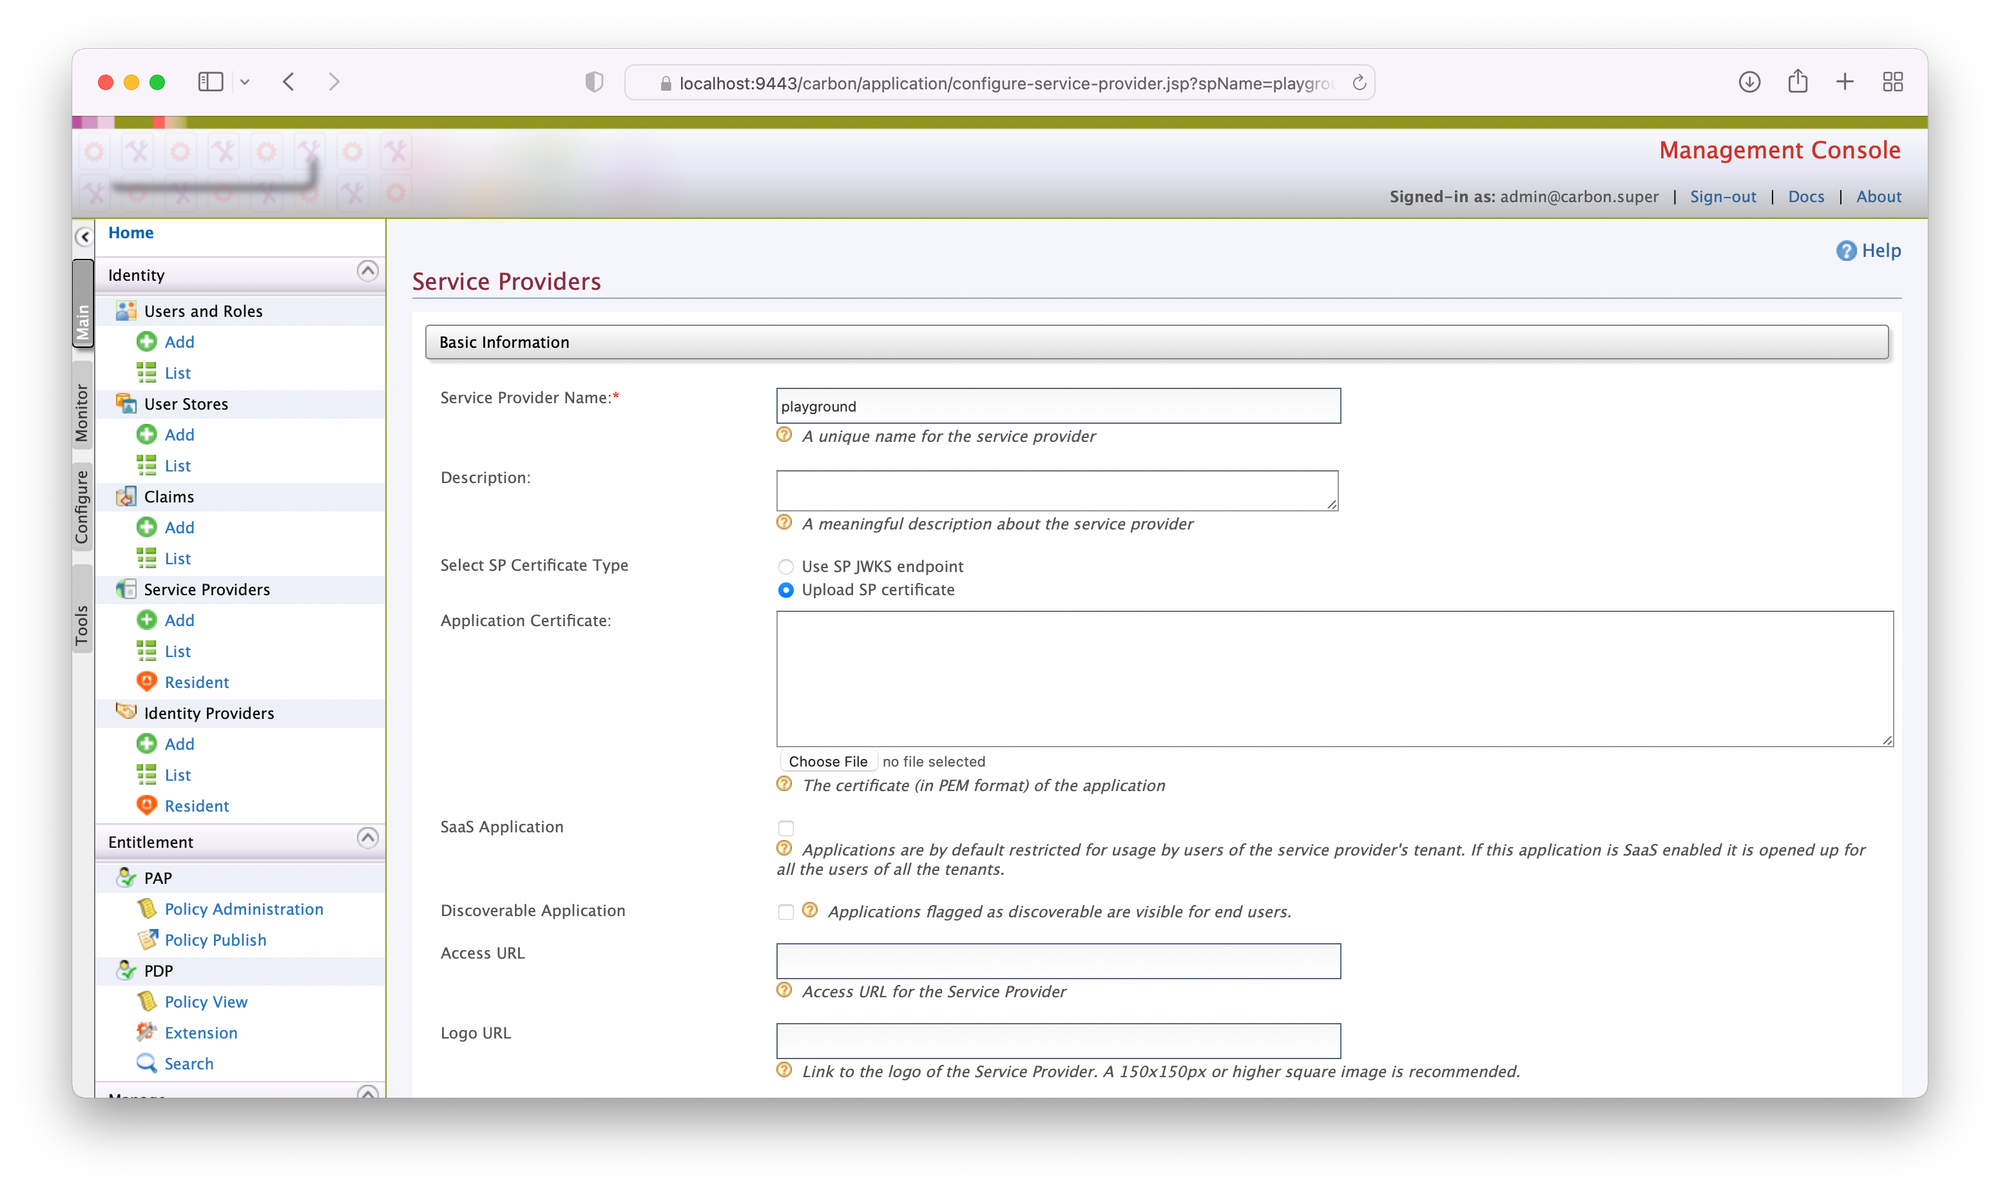 localhost:9443/carbon/application/configure-service-provider.jsp?spName=playgro
Management Console
Signed-in as: admin@carbon.super | Sign-out | Docs | About
Main
Monitor
Configure
Tools
Home
Identity
Users and Roles
Add
List
User Stores
Add
List
Claims
Add
List
Service Providers
Add
List
Resident
Identity Providers
Add
List
Resident
Entitlement
PAP
Policy Administration
Policy Publish
PDP
Policy View
Extension
Search
Help
Service Providers
Basic Information
Service Provider Name:*
playground
A unique name for the service provider
Description:
A meaningful description about the service provider
Select SP Certificate Type
Use SP JWKS endpoint
Upload SP certificate
Application Certificate:
Choose File no file selected
The certificate (in PEM format) of the application
SaaS Application
Applications are by default restricted for usage by users of the service provider's tenant. If this application is SaaS enabled it is opened up for
all the users of all the tenants.
Discoverable Application
Applications flagged as discoverable are visible for end users.
Access URL
Access URL for the Service Provider
Logo URL
Link to the logo of the Service Provider. A 150x150px or higher square image is recommended.